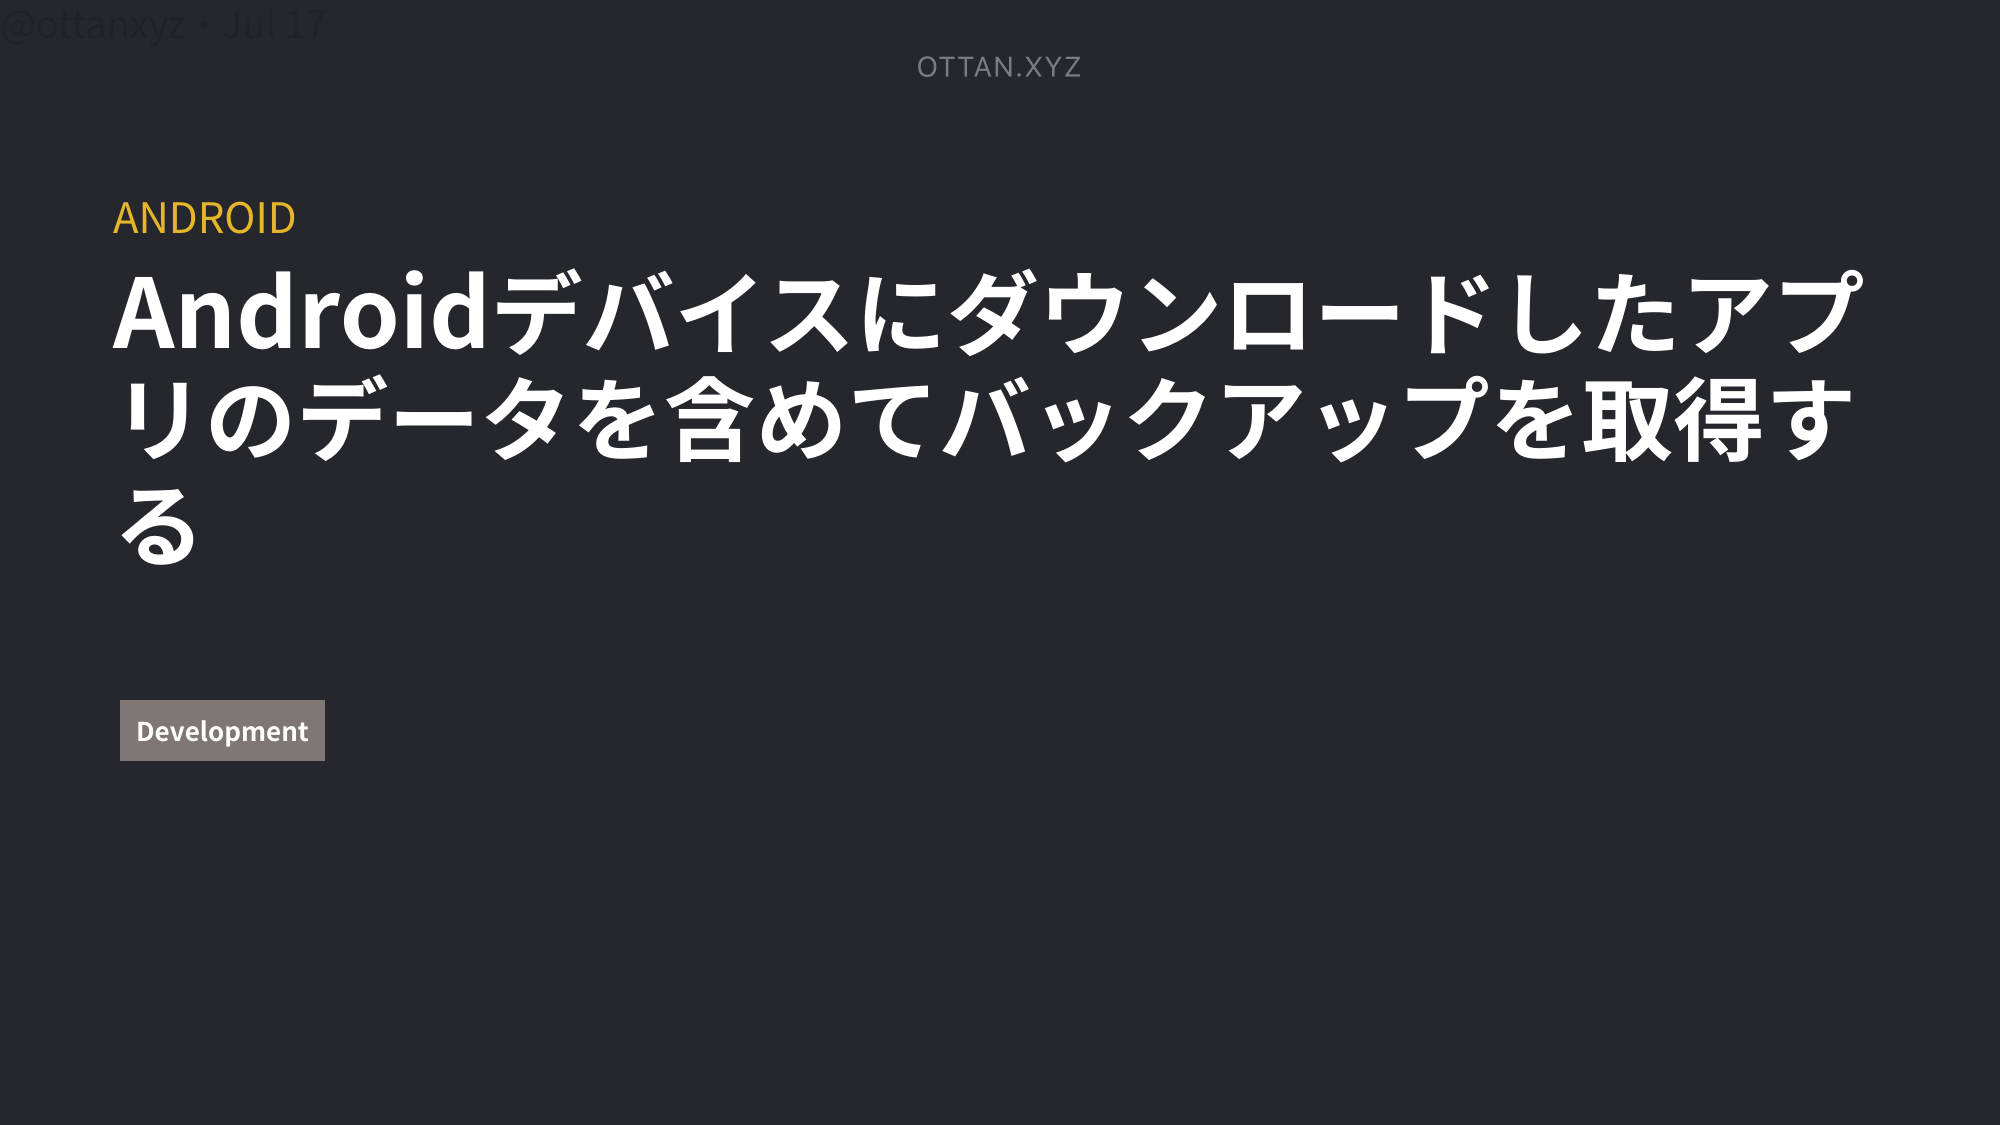 @ottanxyz・Jul 17
OTTAN.XYZ
ANDROID
Androidデバイスにダウンロードしたアプ
リのデータを含めてバックアップを取得す
る
Development